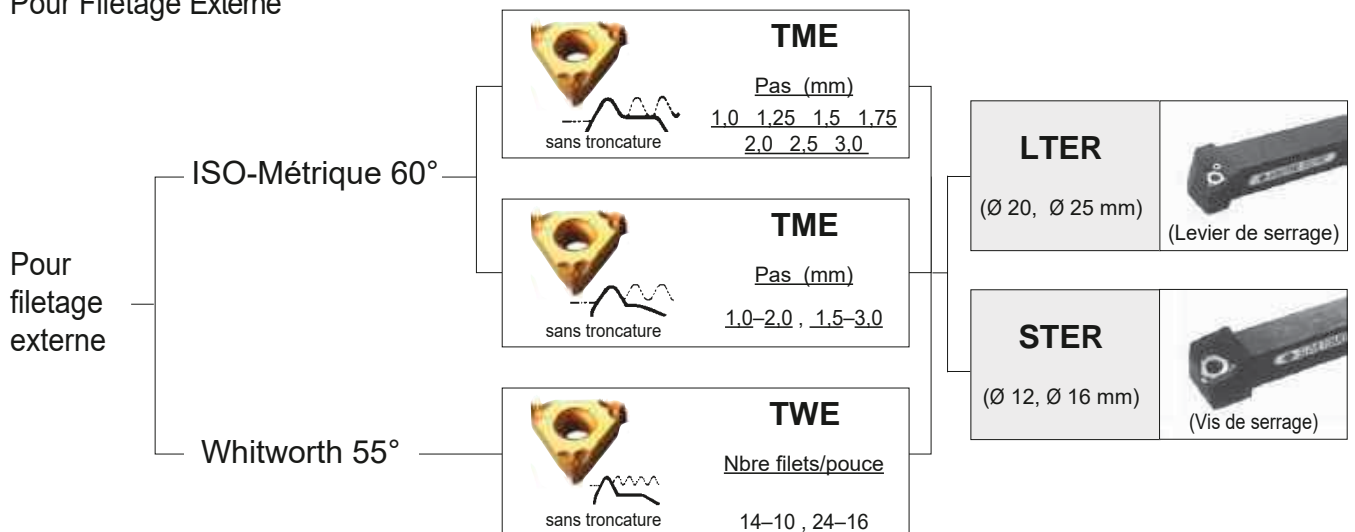 Pour Filetage Externe
Pour
filetage
externe
ISO-Métrique 60°
Whitworth 55°
TME
Pas (mm)
1,0 1,25 1,5 1,75
2,0 2,5 3,0
sans troncature
TME
Pas (mm)
1,0–2,0 , 1,5–3,0
sans troncature
TWE
Nbre filets/pouce
14–10 , 24–16
sans troncature
LTER
(Ø 20, Ø 25 mm)
(Levier de serrage)
STER
(Ø 12, Ø 16 mm)
(Vis de serrage)